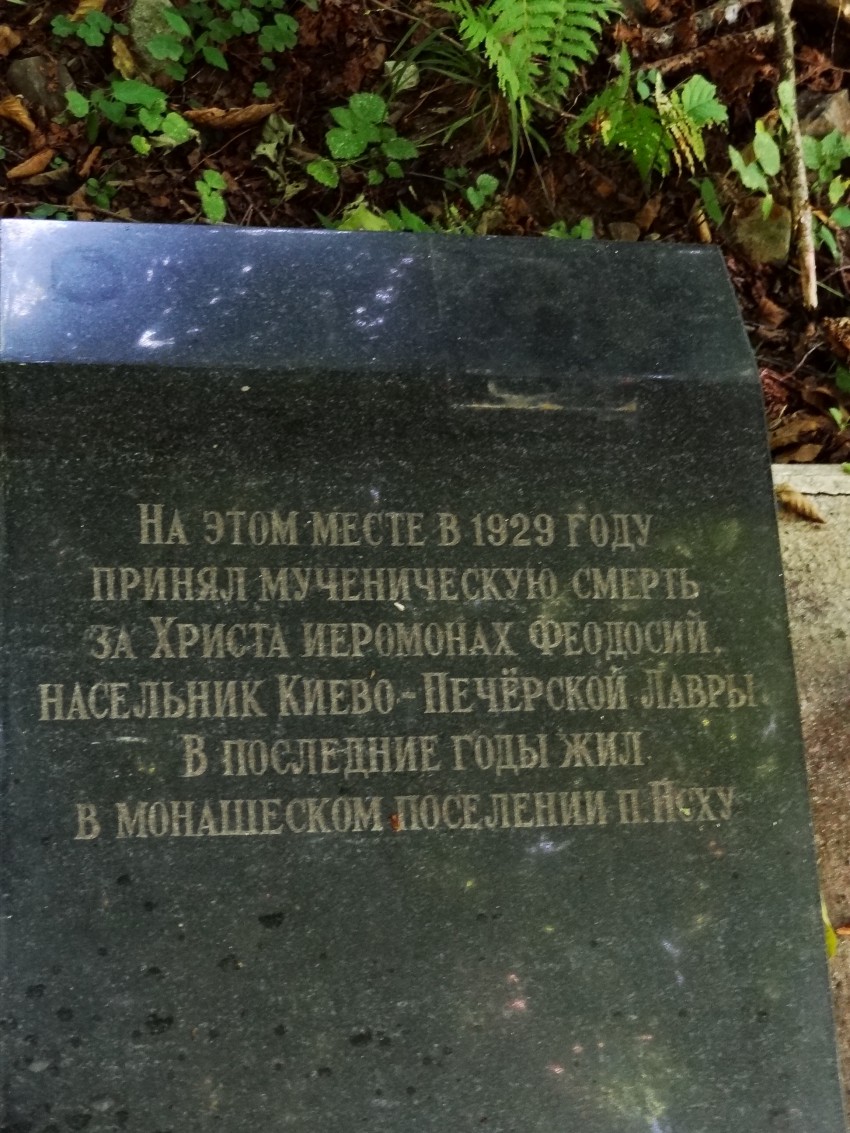 На этом месте в 1929 году
принял мученическую смерть
за Христа иеромонах Феодосий,
насельник Киево-Печёрской Лавры
В последние годы жил
в монашеском поселении п.Псху